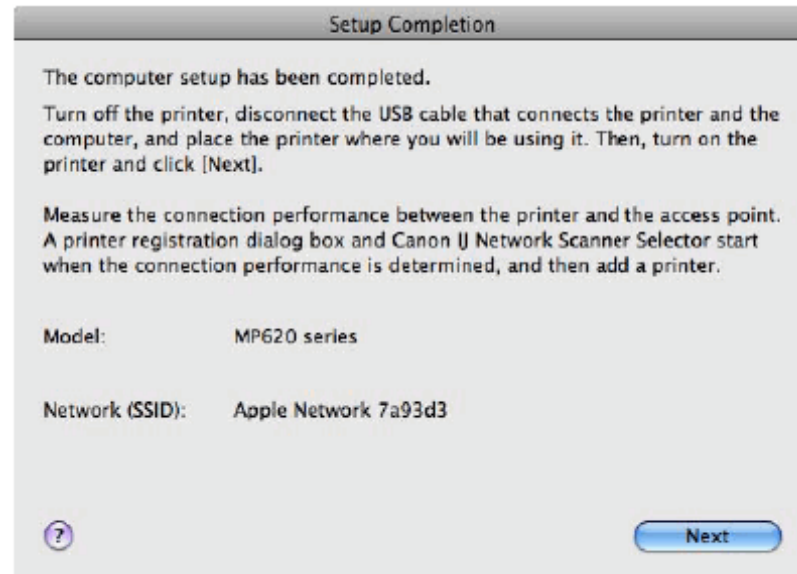 Setup Completion
The computer setup has been completed.
Turn off the printer, disconnect the USB cable that connects the printer and the
computer, and place the printer where you will be using it. Then, turn on the
printer and click [Next].
Measure the connection performance between the printer and the access point.
A printer registration dialog box and Canon IJ Network Scanner Selector start
when the connection performance is determined, and then add a printer.
Model: MP620 series
Network (SSID): Apple Network 7a93d3
? Next